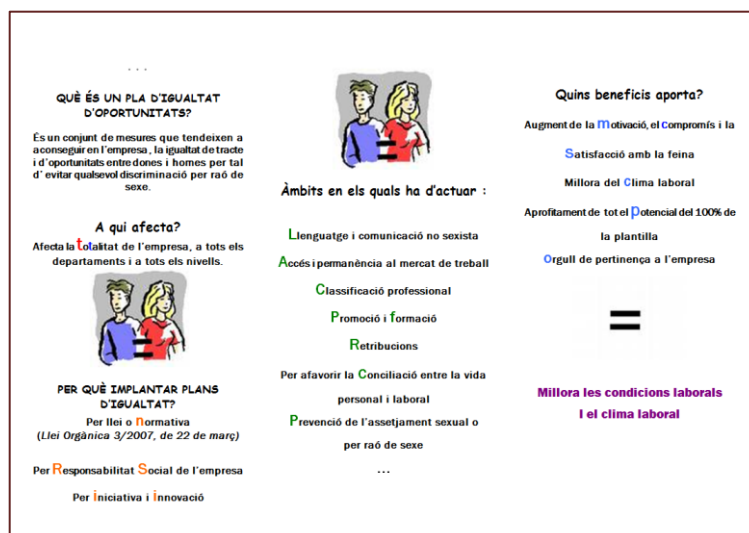 ...
QUÈ ÉS UN PLA D'IGUALTAT
D'OPORTUNITATS?
És un conjunt de mesures que tendeixen a
aconseguir en l'empresa, la igualtat de tracte
i d'oportunitats entre dones i homes per tal
d' evitar qualsevol discriminació per raó de
sexe.
A qui afecta?
Afecta la totalitat de l'empresa, a tots els
departaments i a tots els nivells.
=
PER QUÈ IMPLANTAR PLANS
D'IGUALTAT?
Per llei o normativa
(Llei Orgànica 3/2007, de 22 de març)
Per Responsabilitat Social de l'empresa
Per iniciativa i innovació
=
Àmbits en els quals ha d'actuar :
Llenguatge i comunicació no sexista
Accés i permanència al mercat de treball
Classificació professional
Promoció i formació
Retribucions
Per afavorir la Conciliació entre la vida
personal i laboral
Prevenció de l'assetjament sexual o
per raó de sexe
...
Quins beneficis aporta?
Augment de la motivació, el compromís i la
Satisfacció amb la feina
Millora del Clima laboral
Aprofitament de tot el potencial del 100% de
la plantilla
Orgull de pertinença a l'empresa
=
Millora les condicions laborals
I el clima laboral